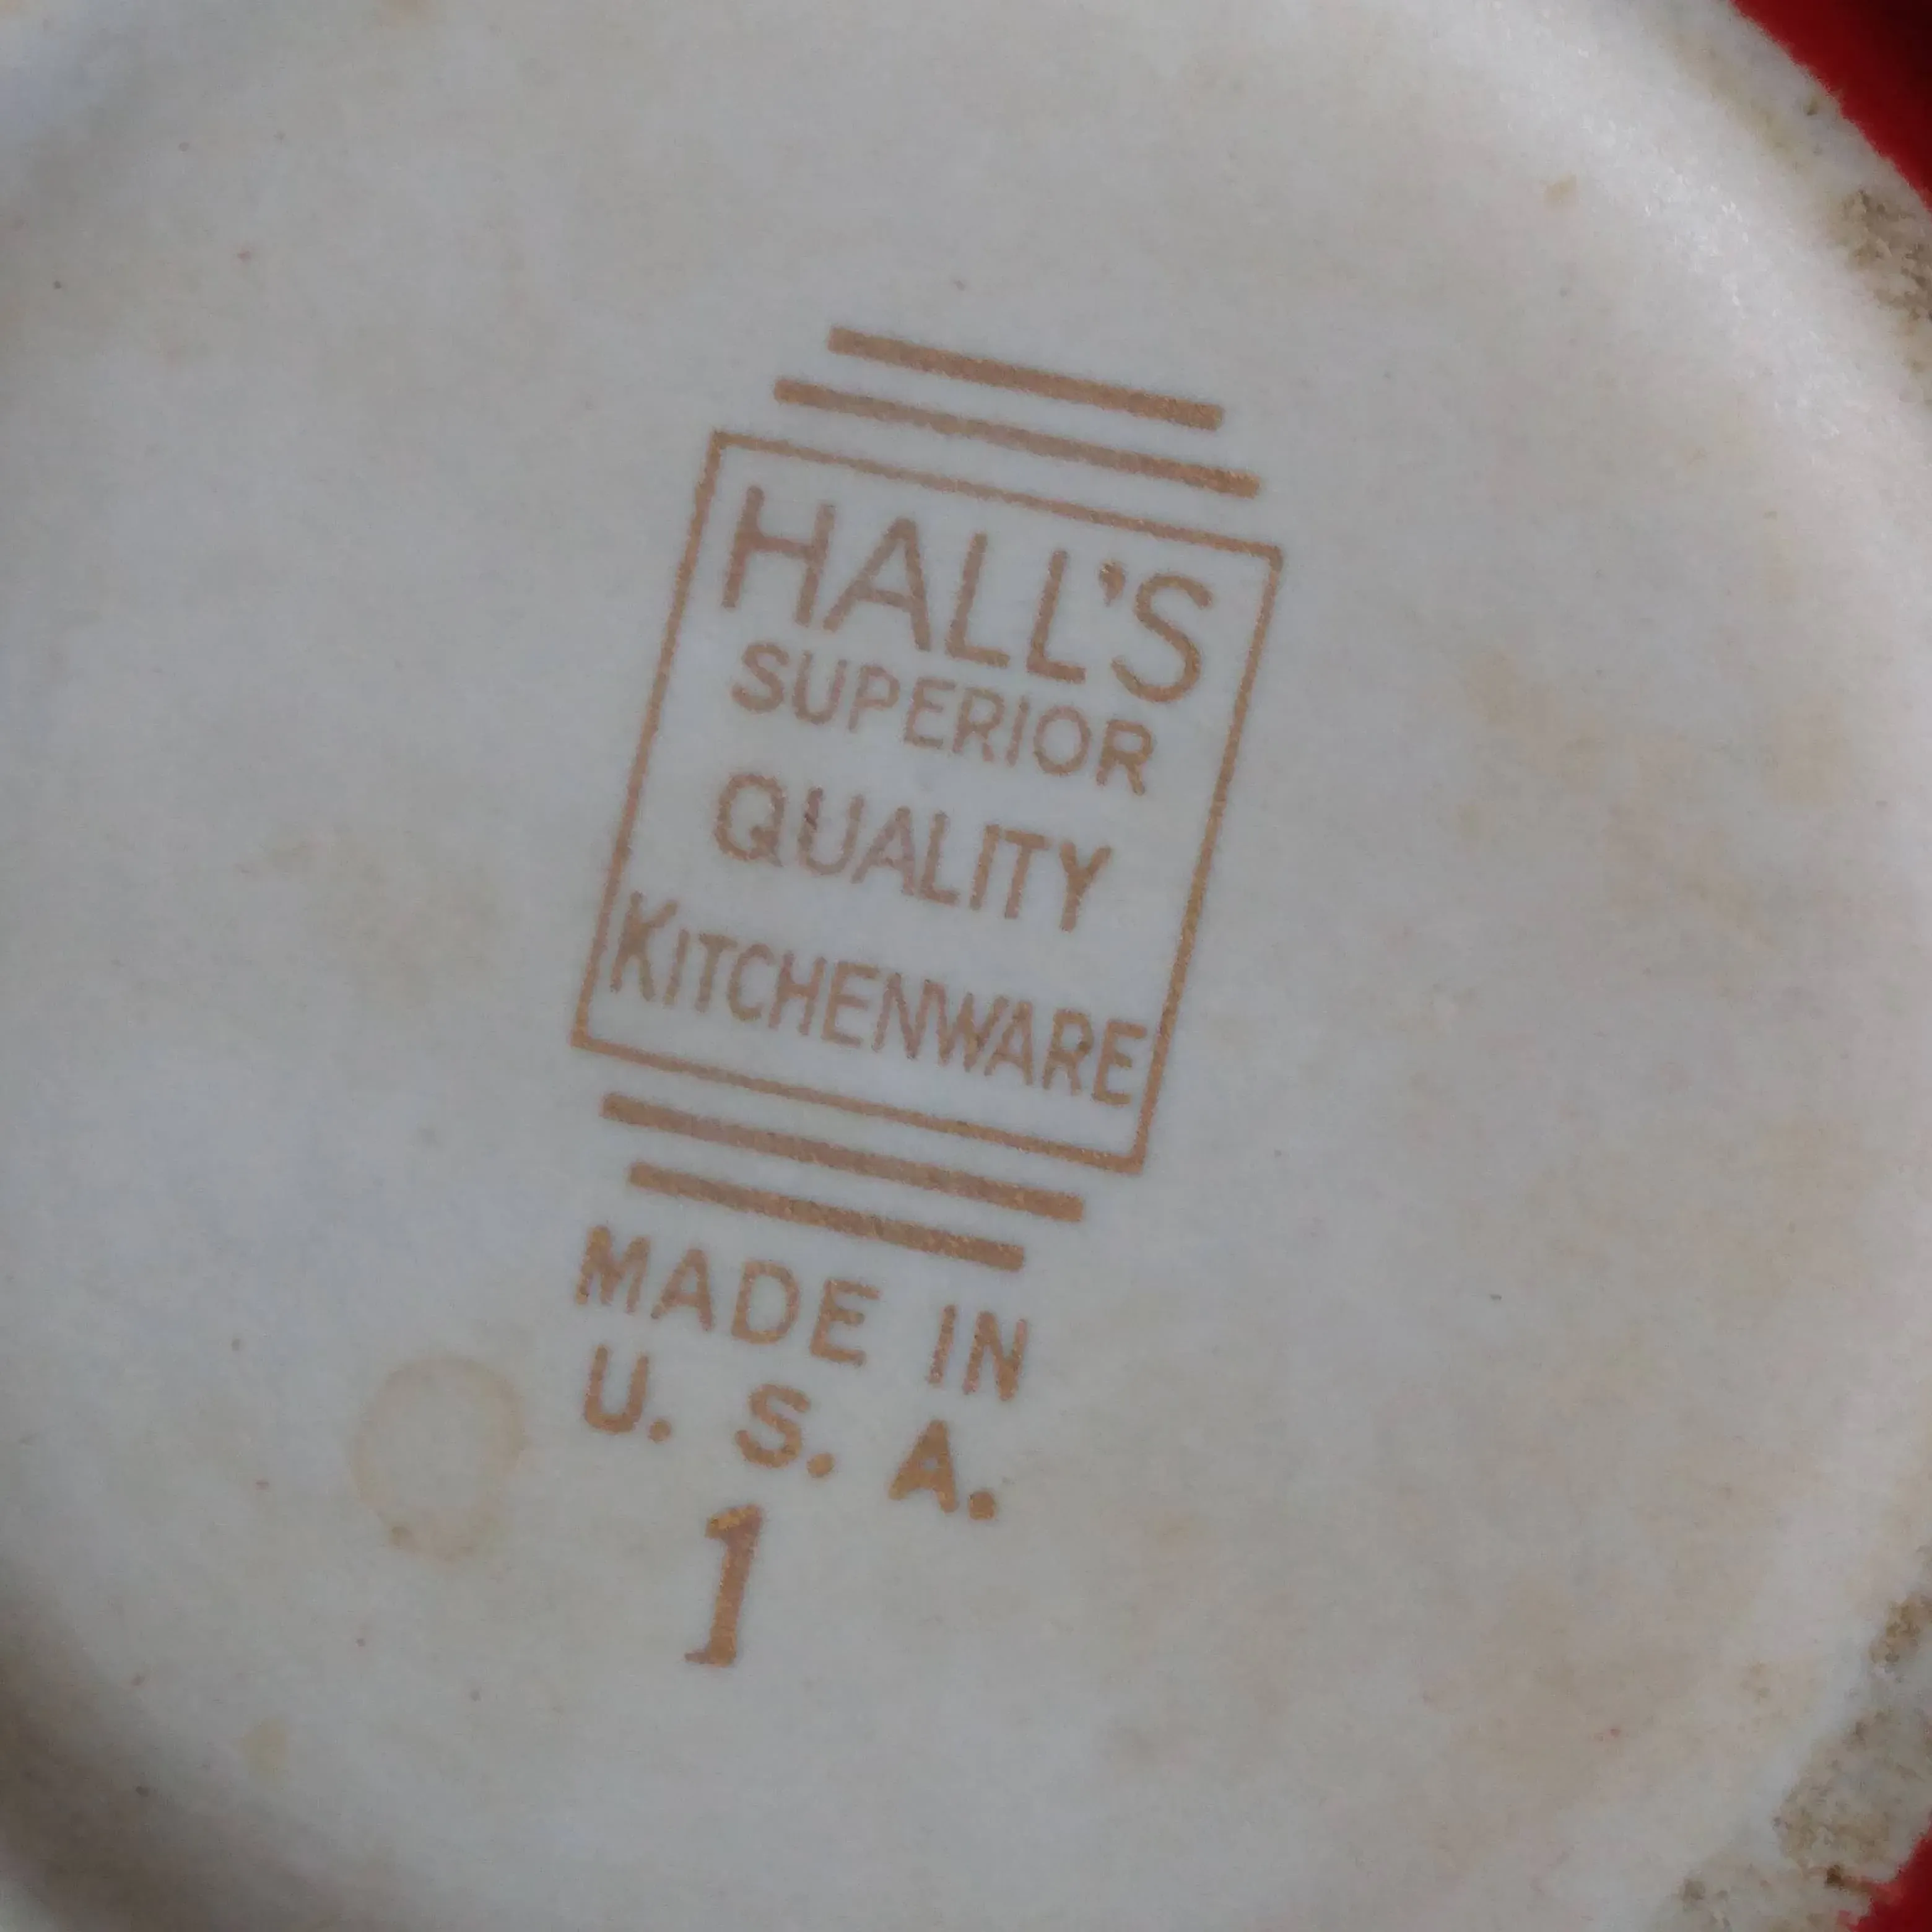 HALL'S
SUPERIOR
QUALITY
KITCHENWARE
MADE IN
U. S. A.
1